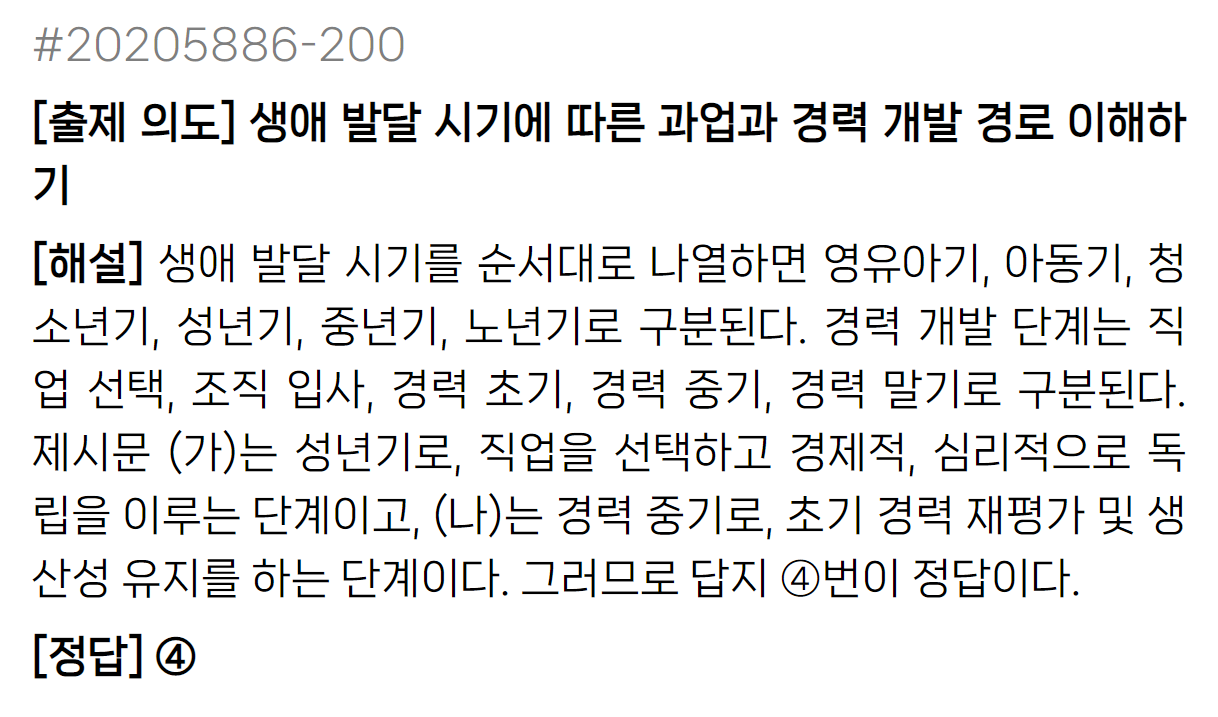 #20205886-200
[출제 의도] 생애 발달 시기에 따른 과업과 경력 개발 경로 이해하
기
[해설] 생애 발달 시기를 순서대로 나열하면 영유아기, 아동기, 청
소년기, 성년기, 중년기, 노년기로 구분된다. 경력 개발 단계는 직
업 선택, 조직 입사, 경력 초기, 경력 중기, 경력 말기로 구분된다.
제시문 (가)는 성년기로, 직업을 선택하고 경제적, 심리적으로 독
립을 이루는 단계이고, (나)는 경력 중기로, 초기 경력 재평가 및 생
산성 유지를 하는 단계이다. 그러므로 답지 ④번이 정답이다.
[정답] ④